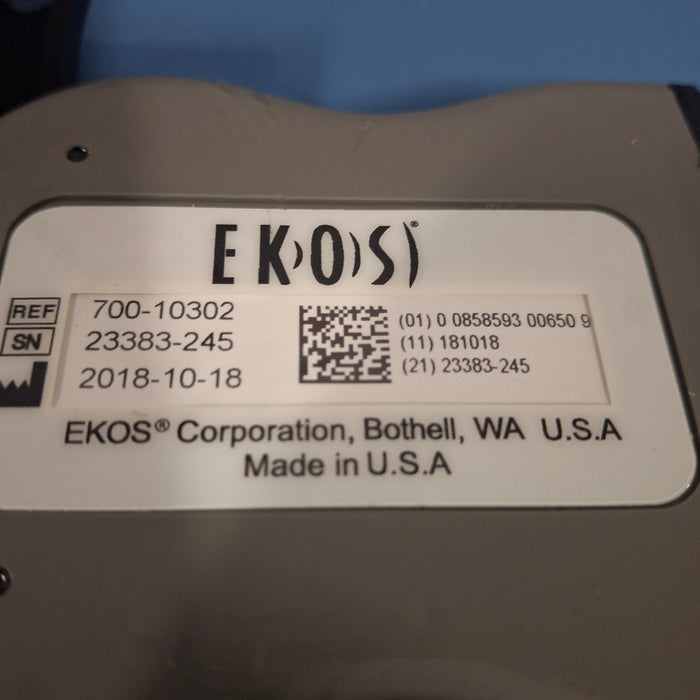 EKOS®
REF 700-10302
SN 23383-245
2018-10-18
(01) 0 0858593 00650 9
(11) 181018
(21) 23383-245
EKOS® Corporation, Bothell, WA U.S.A
Made in U.S.A